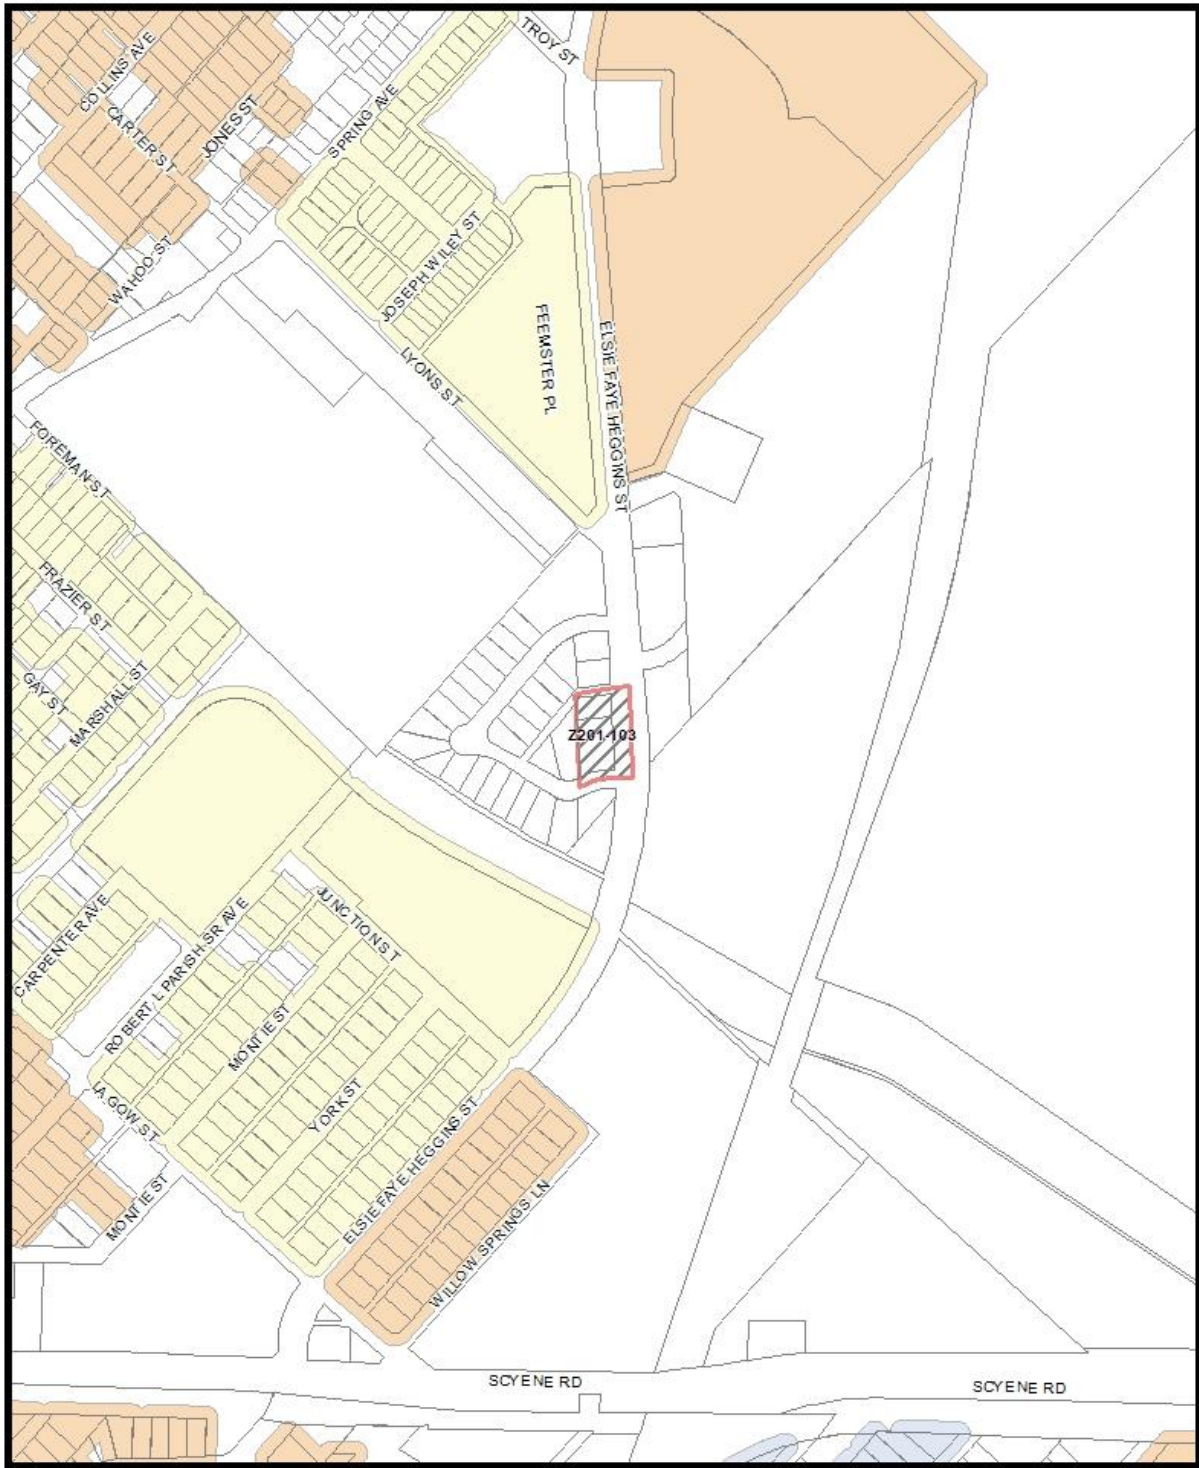 TROY ST
COLLINS AVE
CARTER ST
JONES ST
SPRING AVE
JOSEPH WILEY ST
WAHOO ST
FEEMSTER PL
ELSIE FAYE HEGGINS ST
LYONS ST
FOREMAN ST
FRAZIER ST
GAY ST
MARSHALL ST
Z201-103
CARPENTER AVE
ROBERT L PARISH SR AVE
JUNCTION ST
MONTIE ST
YORK ST
LAGOW ST
ELSIE FAYE HEGGINS ST
MONTIE ST
WILLOW SPRINGS LN
SCYENE RD
SCYENE RD